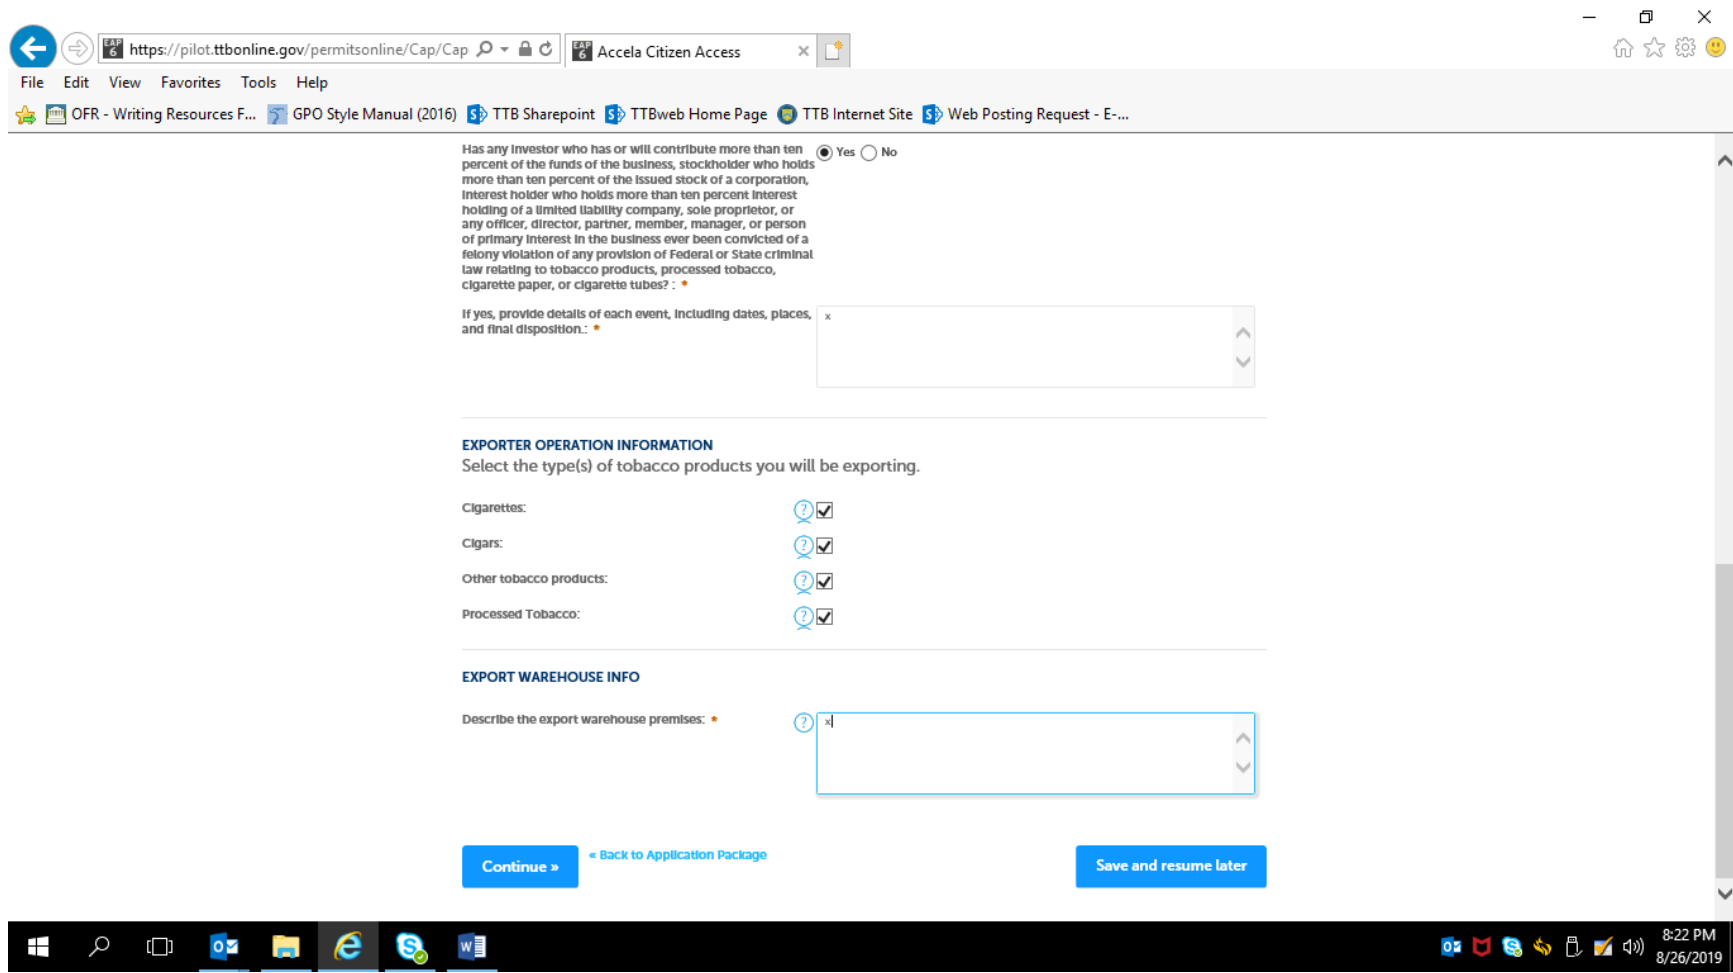 https://pilot.ttbonline.gov/permitsonline/Cap/Cap
Accela Citizen Access
File Edit View Favorites Tools Help
OFR - Writing Resources F... GPO Style Manual (2016) TTB Sharepoint TTBweb Home Page TTB Internet Site Web Posting Request - E-...
Has any investor who has or will contribute more than ten
percent of the funds of the business, stockholder who holds
more than ten percent of the issued stock of a corporation,
interest holder who holds more than ten percent interest
holding of a limited liability company, sole proprietor, or
any officer, director, partner, member, manager, or person
of primary interest in the business ever been convicted of a
felony violation of any provision of Federal or State criminal
law relating to tobacco products, processed tobacco,
cigarette paper, or cigarette tubes? : *
Yes No
If yes, provide details of each event, including dates, places,
and final disposition.: *
x
EXPORTER OPERATION INFORMATION
Select the type(s) of tobacco products you will be exporting.
Cigarettes: ?
Cigars: ?
Other tobacco products: ?
Processed Tobacco: ?
EXPORT WAREHOUSE INFO
Describe the export warehouse premises: * ? x
Continue » « Back to Application Package Save and resume later
8:22 PM
8/26/2019